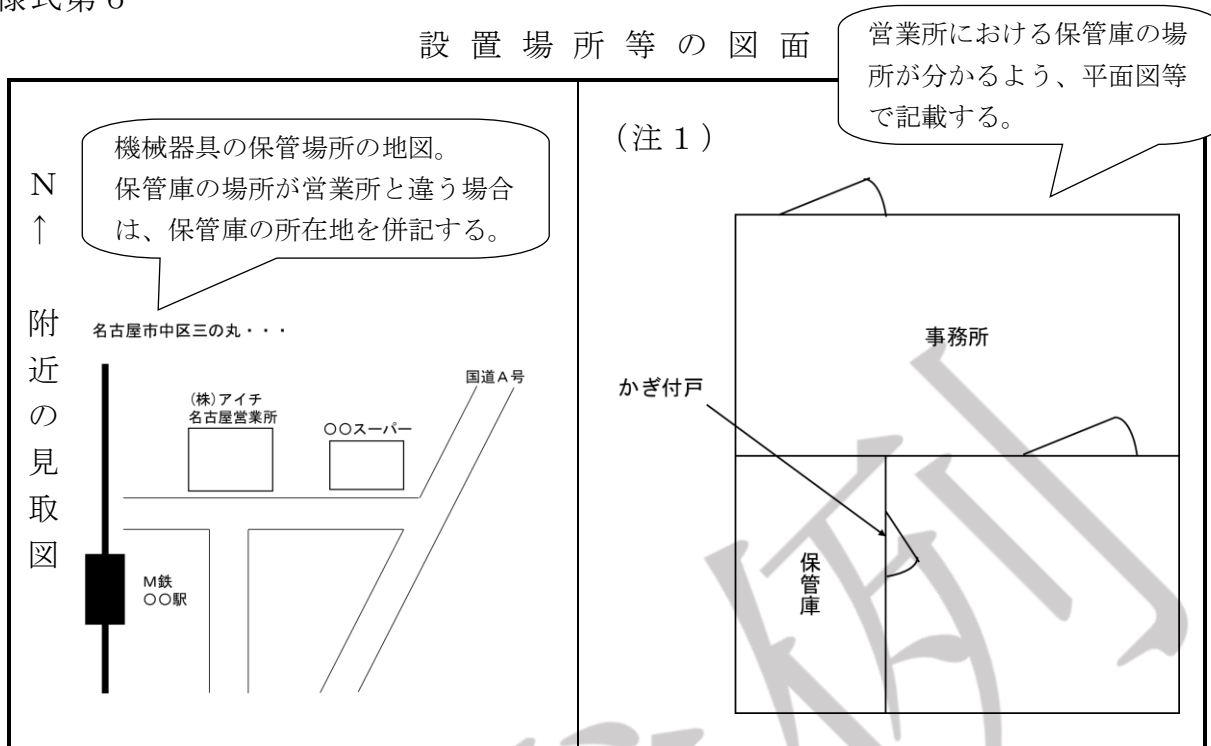 様式第６
設置場所等の図面
営業所における保管庫の場
所が分かるよう、平面図等
で記載する。
機械器具の保管場所の地図。
保管庫の場所が営業所と違う場合
は、保管庫の所在地を併記する。
Ｎ
↑
附近の見取図
名古屋市中区三の丸・・・
国道Ａ号
(株)アイチ
名古屋営業所
○○スーパー
Ｍ鉄
○○駅
（注１）
事務所
かぎ付戸
保管庫